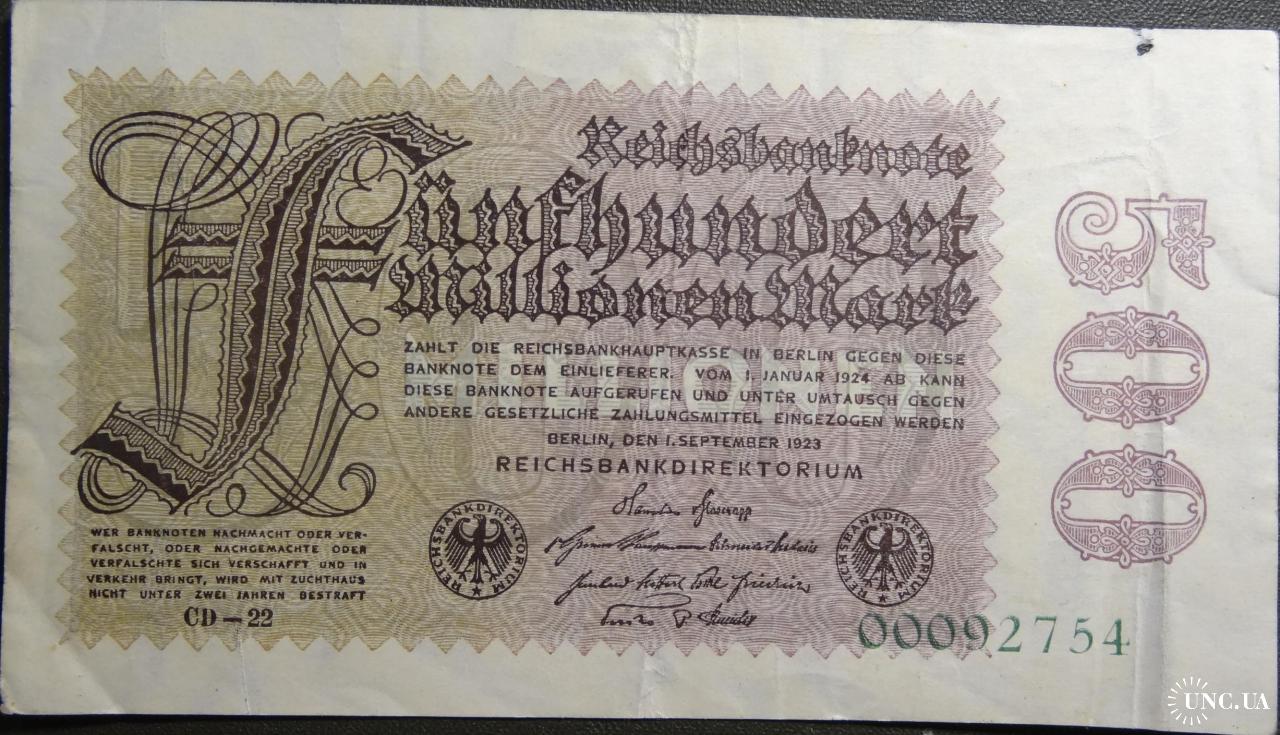 Reichsbanknote
Fünfhundert
Millionen Mark
ZAHLT DIE REICHSBANKHAUPTKASSE IN BERLIN GEGEN DIESE
BANKNOTE DEM EINLIEFERER. VOM 1. JANUAR 1924 AB KANN
DIESE BANKNOTE AUFGERUFEN UND UNTER UMTAUSCH GEGEN
ANDERE GESETZLICHE ZAHLUNGSMITTEL EINGEZOGEN WERDEN
BERLIN, DEN 1. SEPTEMBER 1923
REICHSBANKDIREKTORIUM
WER BANKNOTEN NACHMACHT ODER VER-
FALSCHT, ODER NACHGEMACHTE ODER
VERFALSCHTE SICH VERSCHAFFT UND IN
VERKEHR BRINGT, WIRD MIT ZUCHTHAUS
NICHT UNTER ZWEI JAHREN BESTRAFT
CD-22
REICHSBANKDIREKTORIUM
REICHSBANKDIREKTORIUM
00092754
500
UNC.UA